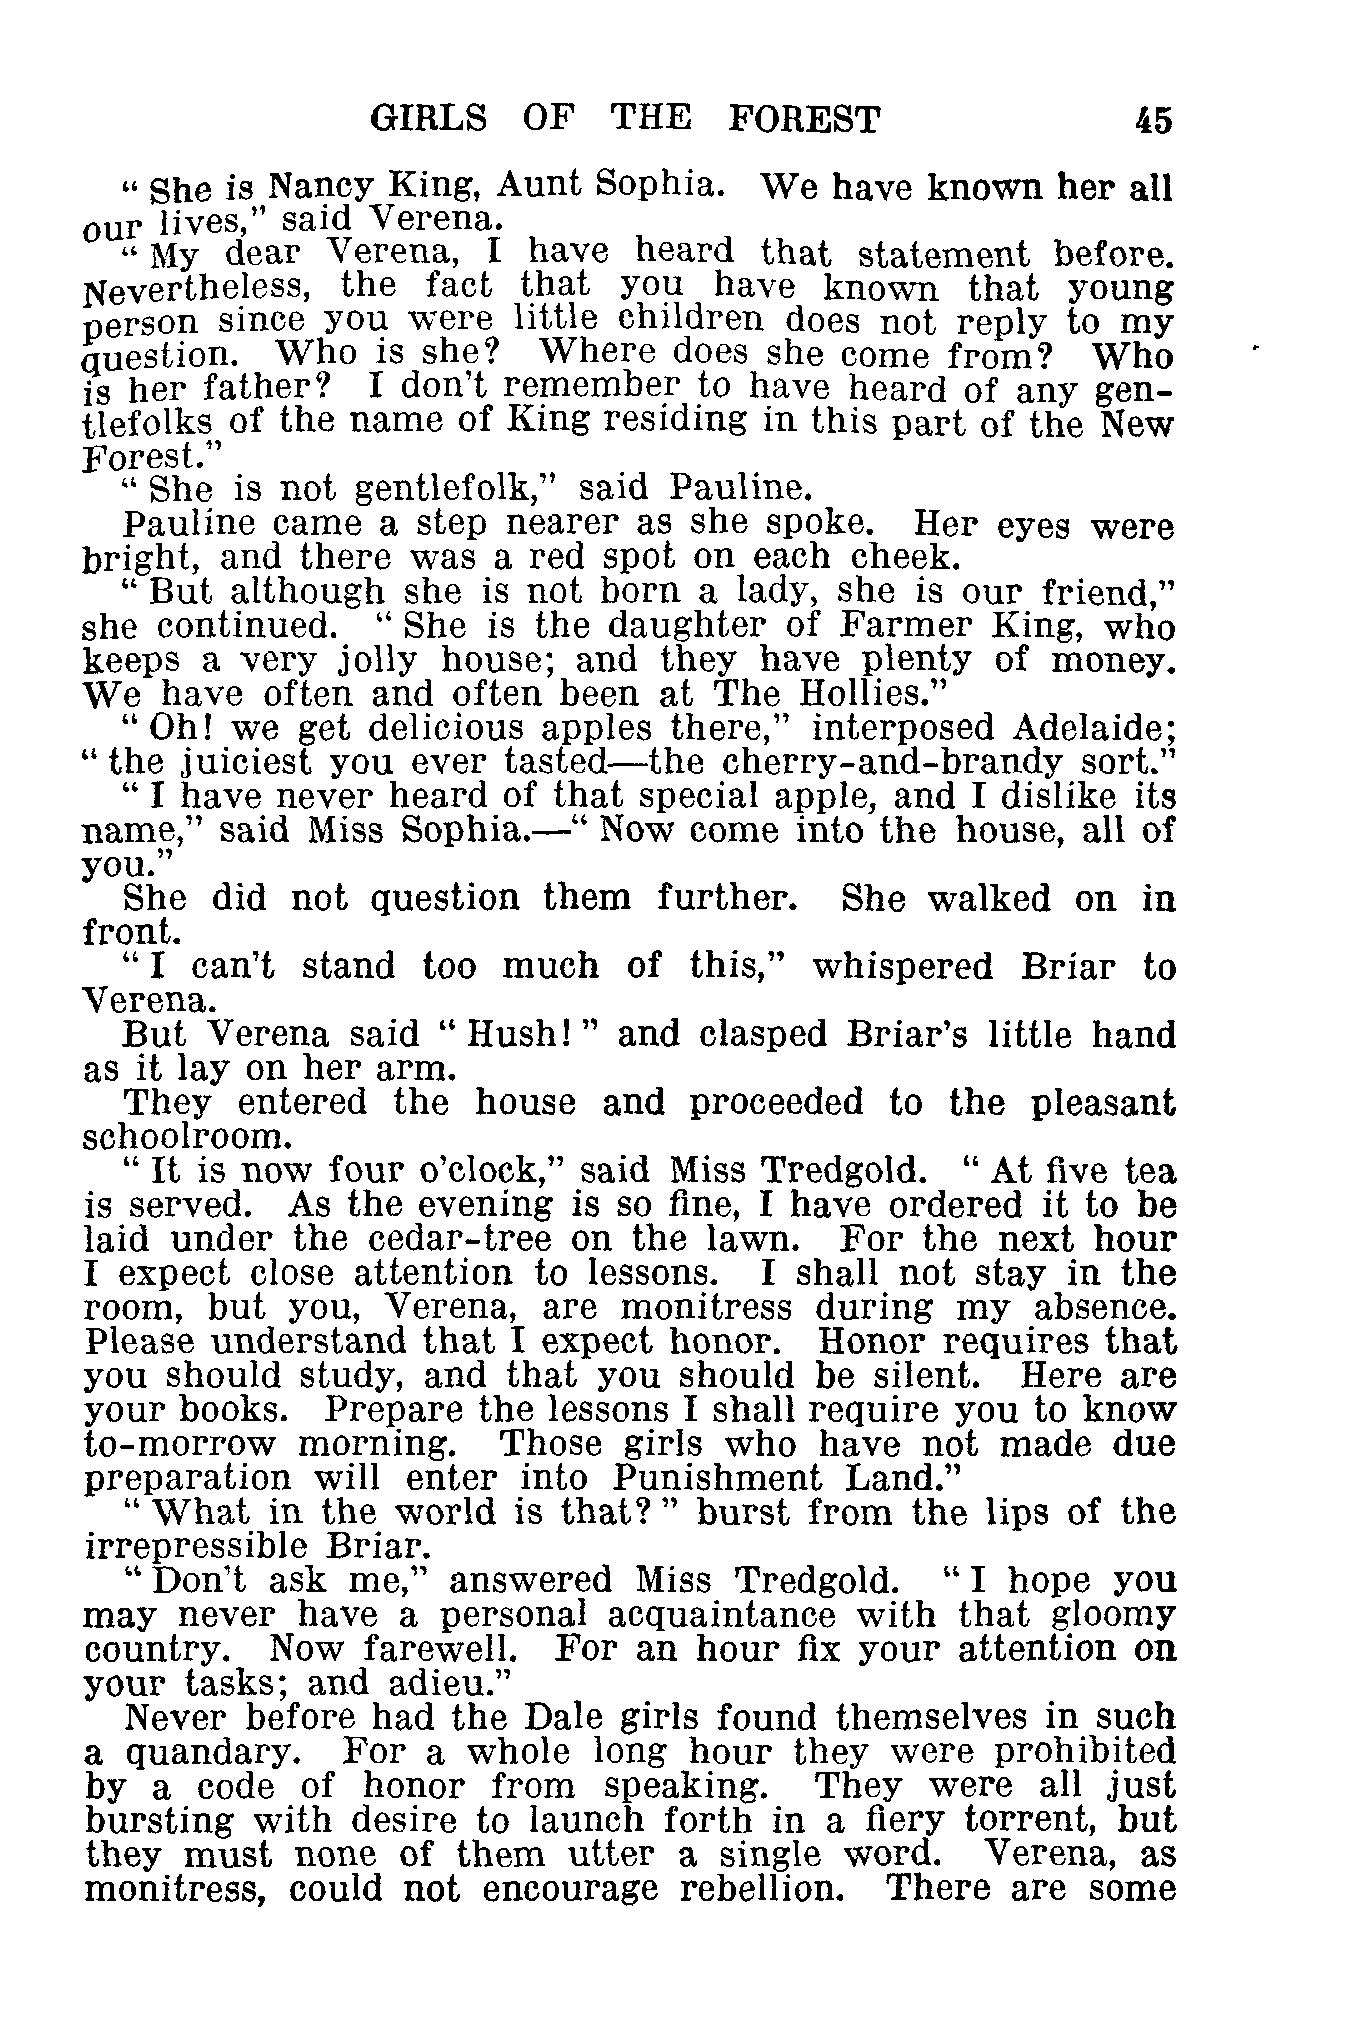 GIRLS OF THE FOREST 45
“ She is Nancy King, Aunt Sophia. We have known her all
our lives,” said Verena.
“ My dear Verena, I have heard that statement before.
Nevertheless, the fact that you have known that young
person since you were little children does not reply to my
question. Who is she? Where does she come from? Who
is her father? I don't remember to have heard of any gen-
tlefolks of the name of King residing in this part of the New
Forest.”
“ She is not gentlefolk,” said Pauline.
Pauline came a step nearer as she spoke. Her eyes were
bright, and there was a red spot on each cheek.
“ But although she is not born a lady, she is our friend,”
she continued. “ She is the daughter of Farmer King, who
keeps a very jolly house; and they have plenty of money.
We have often and often been at The Hollies.”
“ Oh! we get delicious apples there,” interposed Adelaide;
“ the juiciest you ever tasted—the cherry-and-brandy sort.”
“ I have never heard of that special apple, and I dislike its
name,” said Miss Sophia.—“ Now come into the house, all of
you.”
She did not question them further. She walked on in
front.
“ I can't stand too much of this,” whispered Briar to
Verena.
But Verena said “ Hush! ” and clasped Briar's little hand
as it lay on her arm.
They entered the house and proceeded to the pleasant
schoolroom.
“ It is now four o'clock,” said Miss Tredgold. “ At five tea
is served. As the evening is so fine, I have ordered it to be
laid under the cedar-tree on the lawn. For the next hour
I expect close attention to lessons. I shall not stay in the
room, but you, Verena, are monitress during my absence.
Please understand that I expect honor. Honor requires that
you should study, and that you should be silent. Here are
your books. Prepare the lessons I shall require you to know
to-morrow morning. Those girls who have not made due
preparation will enter into Punishment Land.”
“ What in the world is that? ” burst from the lips of the
irrepressible Briar.
“ Don't ask me,” answered Miss Tredgold. “ I hope you
may never have a personal acquaintance with that gloomy
country. Now farewell. For an hour fix your attention on
your tasks; and adieu.”
Never before had the Dale girls found themselves in such
a quandary. For a whole long hour they were prohibited
by a code of honor from speaking. They were all just
bursting with desire to launch forth in a fiery torrent, but
they must none of them utter a single word. Verena, as
monitress, could not encourage rebellion. There are some